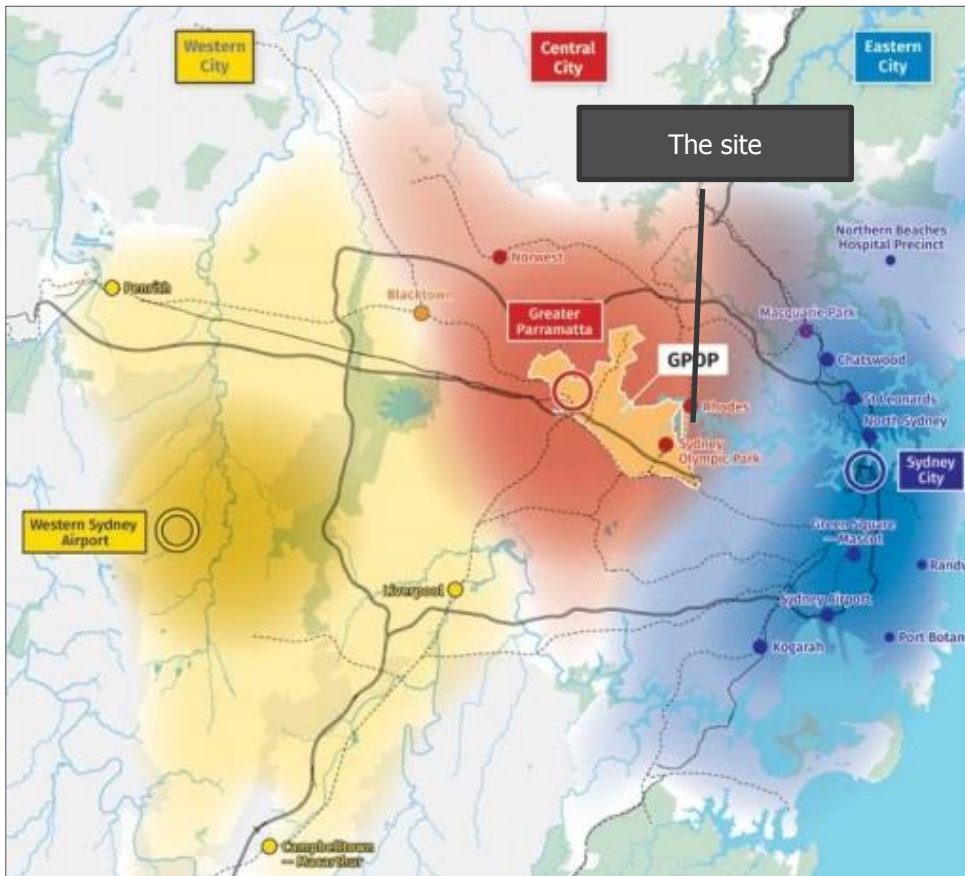 Western
City
Central
City
Eastern
City
The site
Northern Beaches
Hospital Precinct
Norwest
Penrith
Blacktown
Greater
Parramatta
Macquarie Park
GPOP
Chatswood
St Leonards
Rhodes
North Sydney
Sydney
Olympic Park
Sydney
City
Western Sydney
Airport
Green Square
—Mascot
Randw
Liverpool
Sydney Airport
Kogarah
Port Botan
Campbelltown
— Macarthur